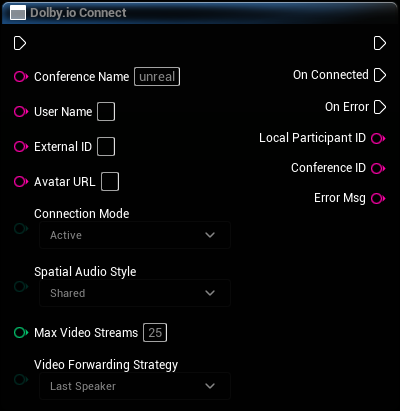 Dolby.io Connect
Conference Name unreal
On Connected
User Name
On Error
External ID
Local Participant ID
Avatar URL
Conference ID
Error Msg
Connection Mode
Active
Spatial Audio Style
Shared
Max Video Streams 25
Video Forwarding Strategy
Last Speaker